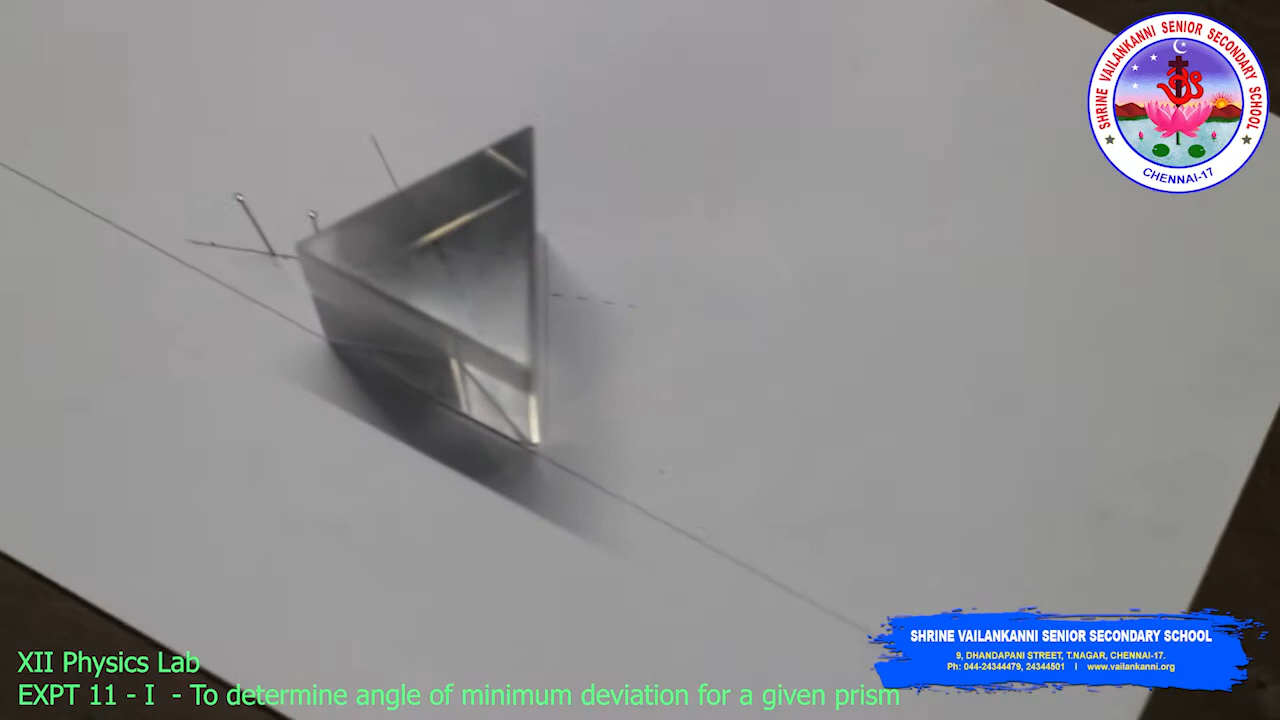 SHRINE VAILANKANNI SENIOR SECONDARY SCHOOL
CHENNAI-17
SHRINE VAILANKANNI SENIOR SECONDARY SCHOOL
9, DHANDAPANI STREET, T.NAGAR, CHENNAI-17.
Ph: 044-24344479, 24344501 I www.vailankanni.org
XII Physics Lab
EXPT 11 - I - To determine angle of minimum deviation for a given prism